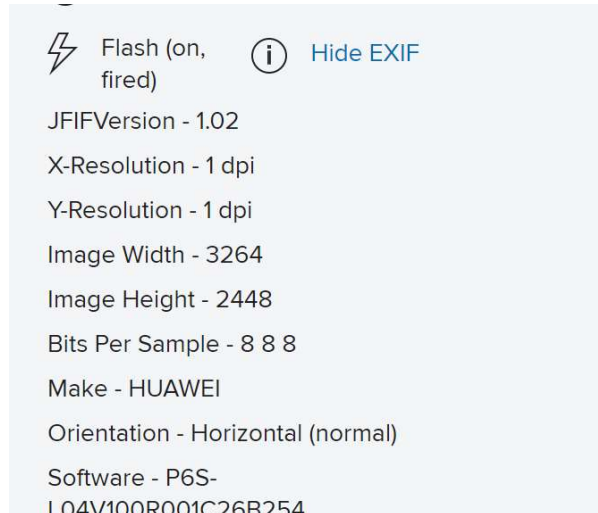 Flash (on,
fired)
Hide EXIF
JFIFVersion - 1.02
X-Resolution - 1 dpi
Y-Resolution - 1 dpi
Image Width - 3264
Image Height - 2448
Bits Per Sample - 8 8 8
Make - HUAWEI
Orientation - Horizontal (normal)
Software - P6S-
L04V100R001C26B254